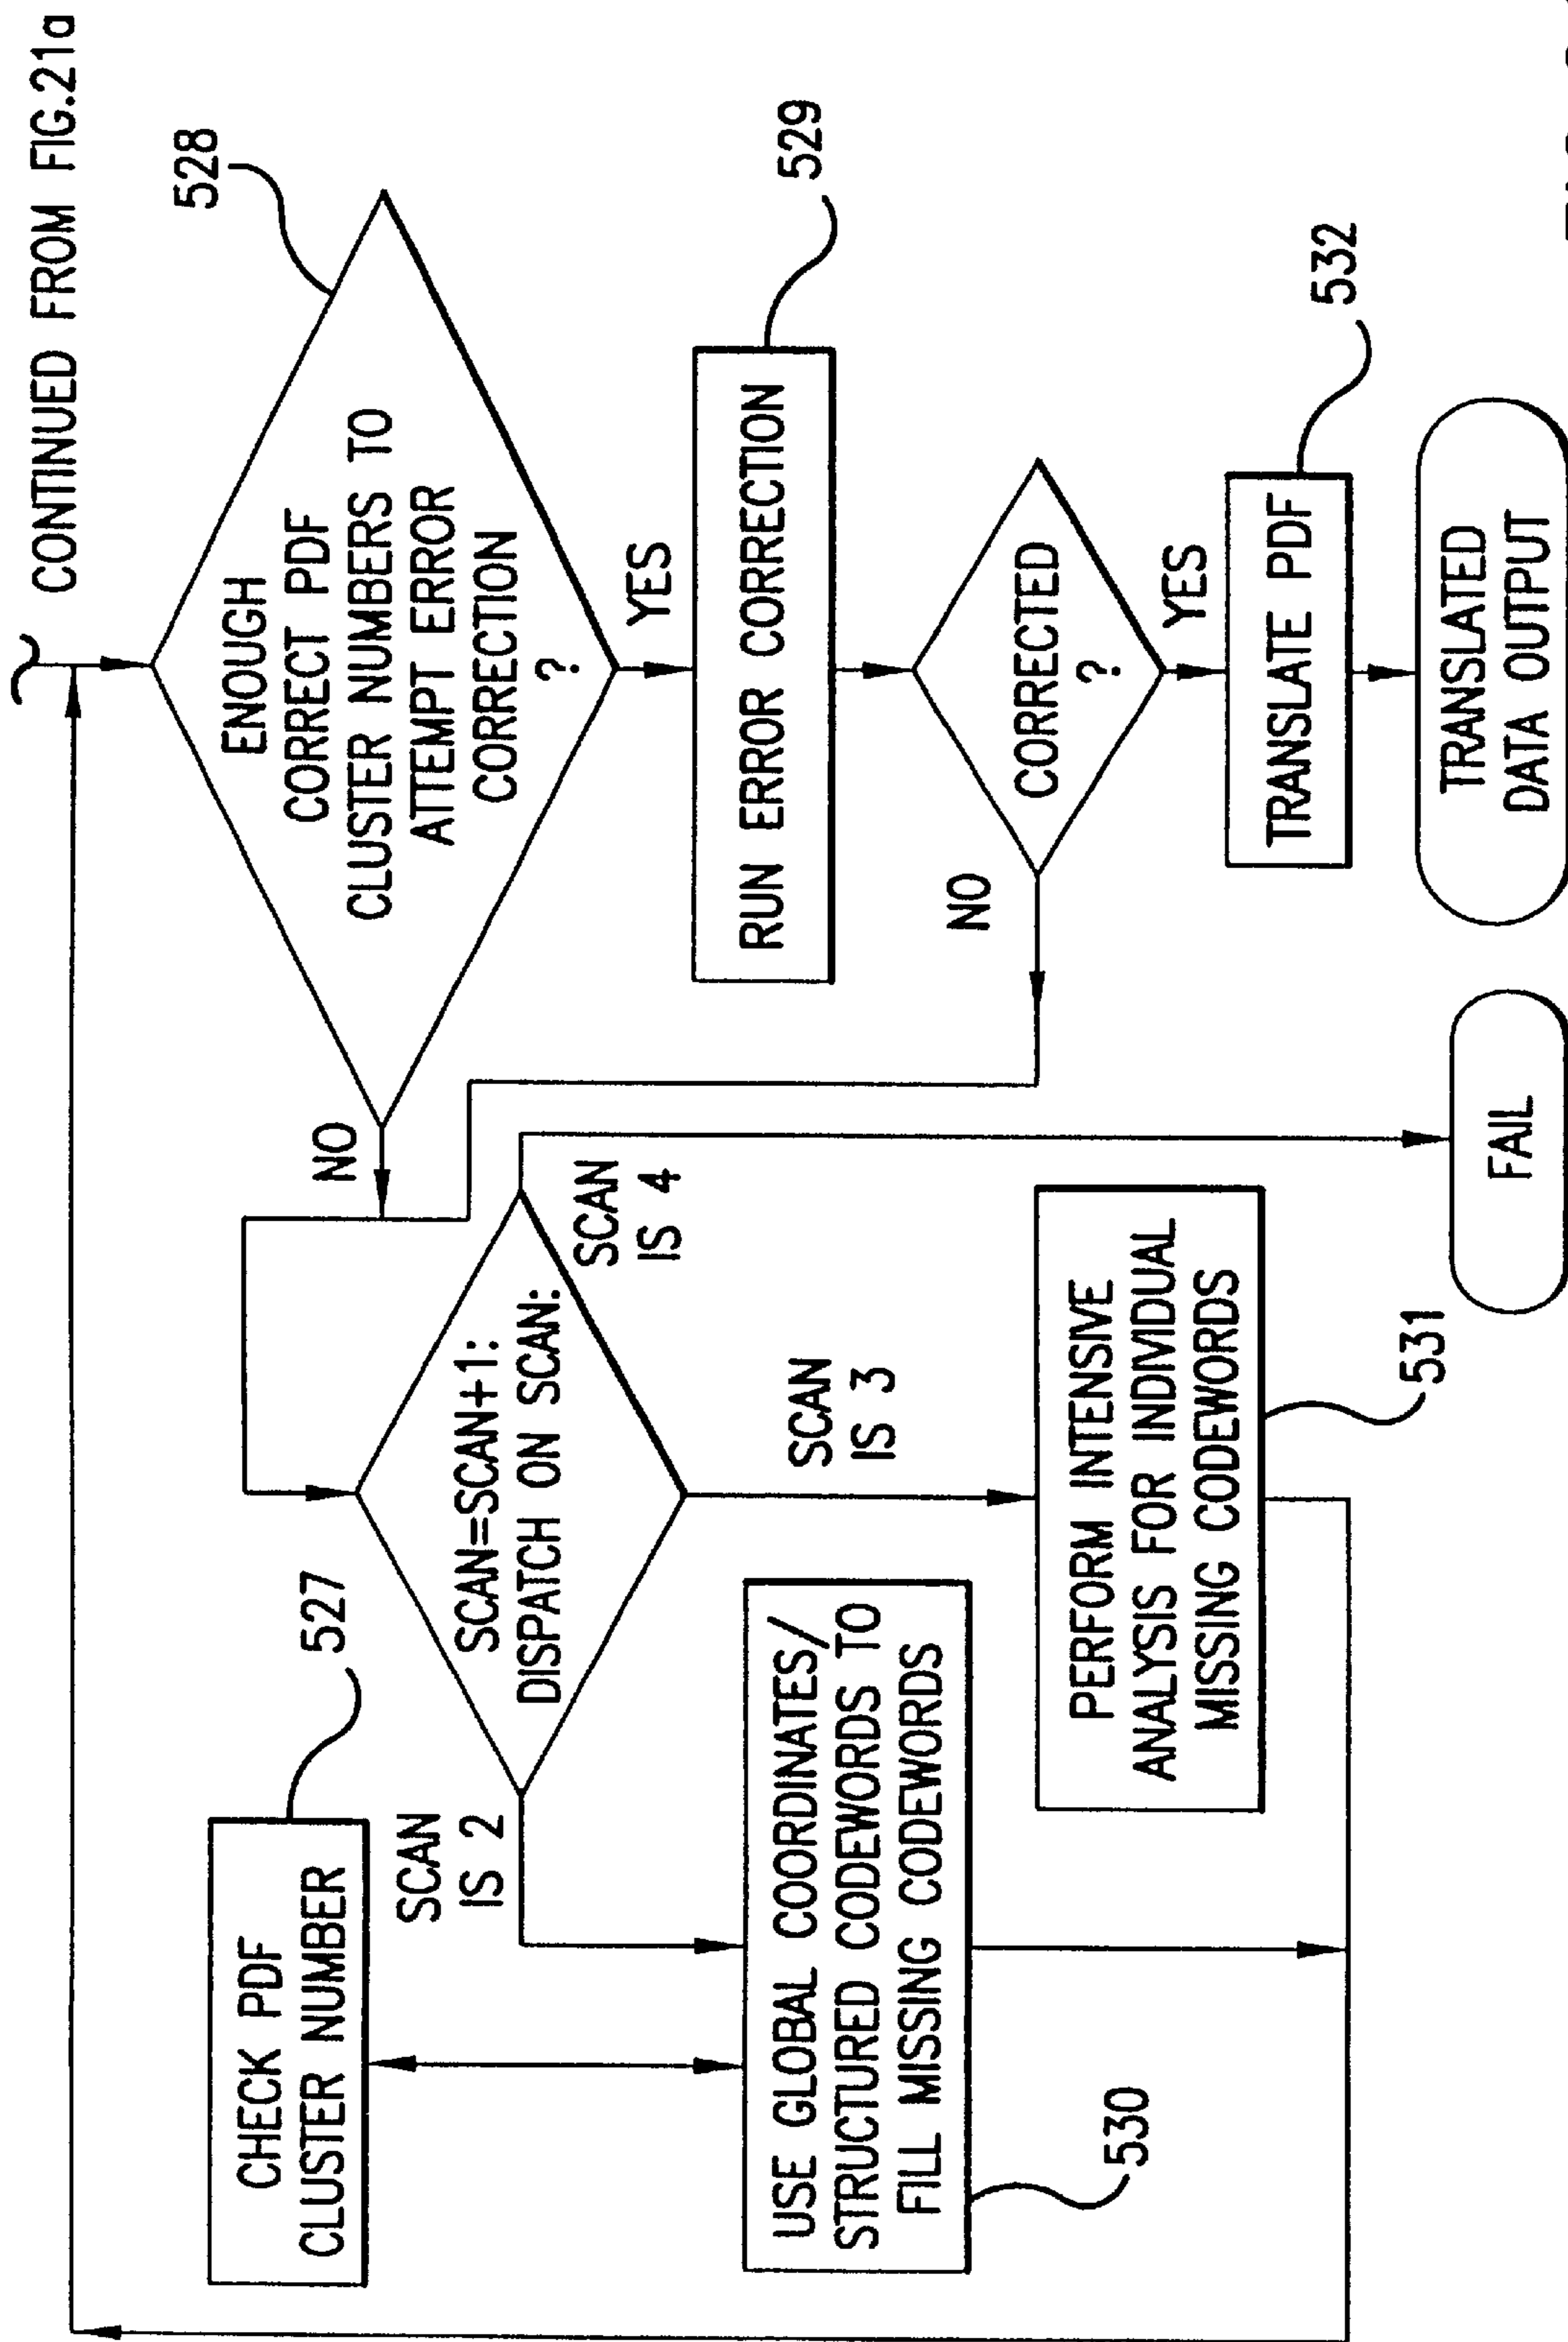 CONTINUED FROM FIG.21a
528
ENOUGH
CORRECT PDF
CLUSTER NUMBERS TO
ATTEMPT ERROR
CORRECTION
?
NO
YES
529
RUN ERROR CORRECTION
CORRECTED
?
NO
YES
532
TRANSLATE PDF
TRANSLATED
DATA OUTPUT
527
CHECK PDF
CLUSTER NUMBER
SCAN=SCAN+1:
DISPATCH ON SCAN:
SCAN
IS 2
SCAN
IS 3
SCAN
IS 4
USE GLOBAL COORDINATES/
STRUCTURED CODEWORDS TO
FILL MISSING CODEWORDS
530
PERFORM INTENSIVE
ANALYSIS FOR INDIVIDUAL
MISSING CODEWORDS
531
FAIL